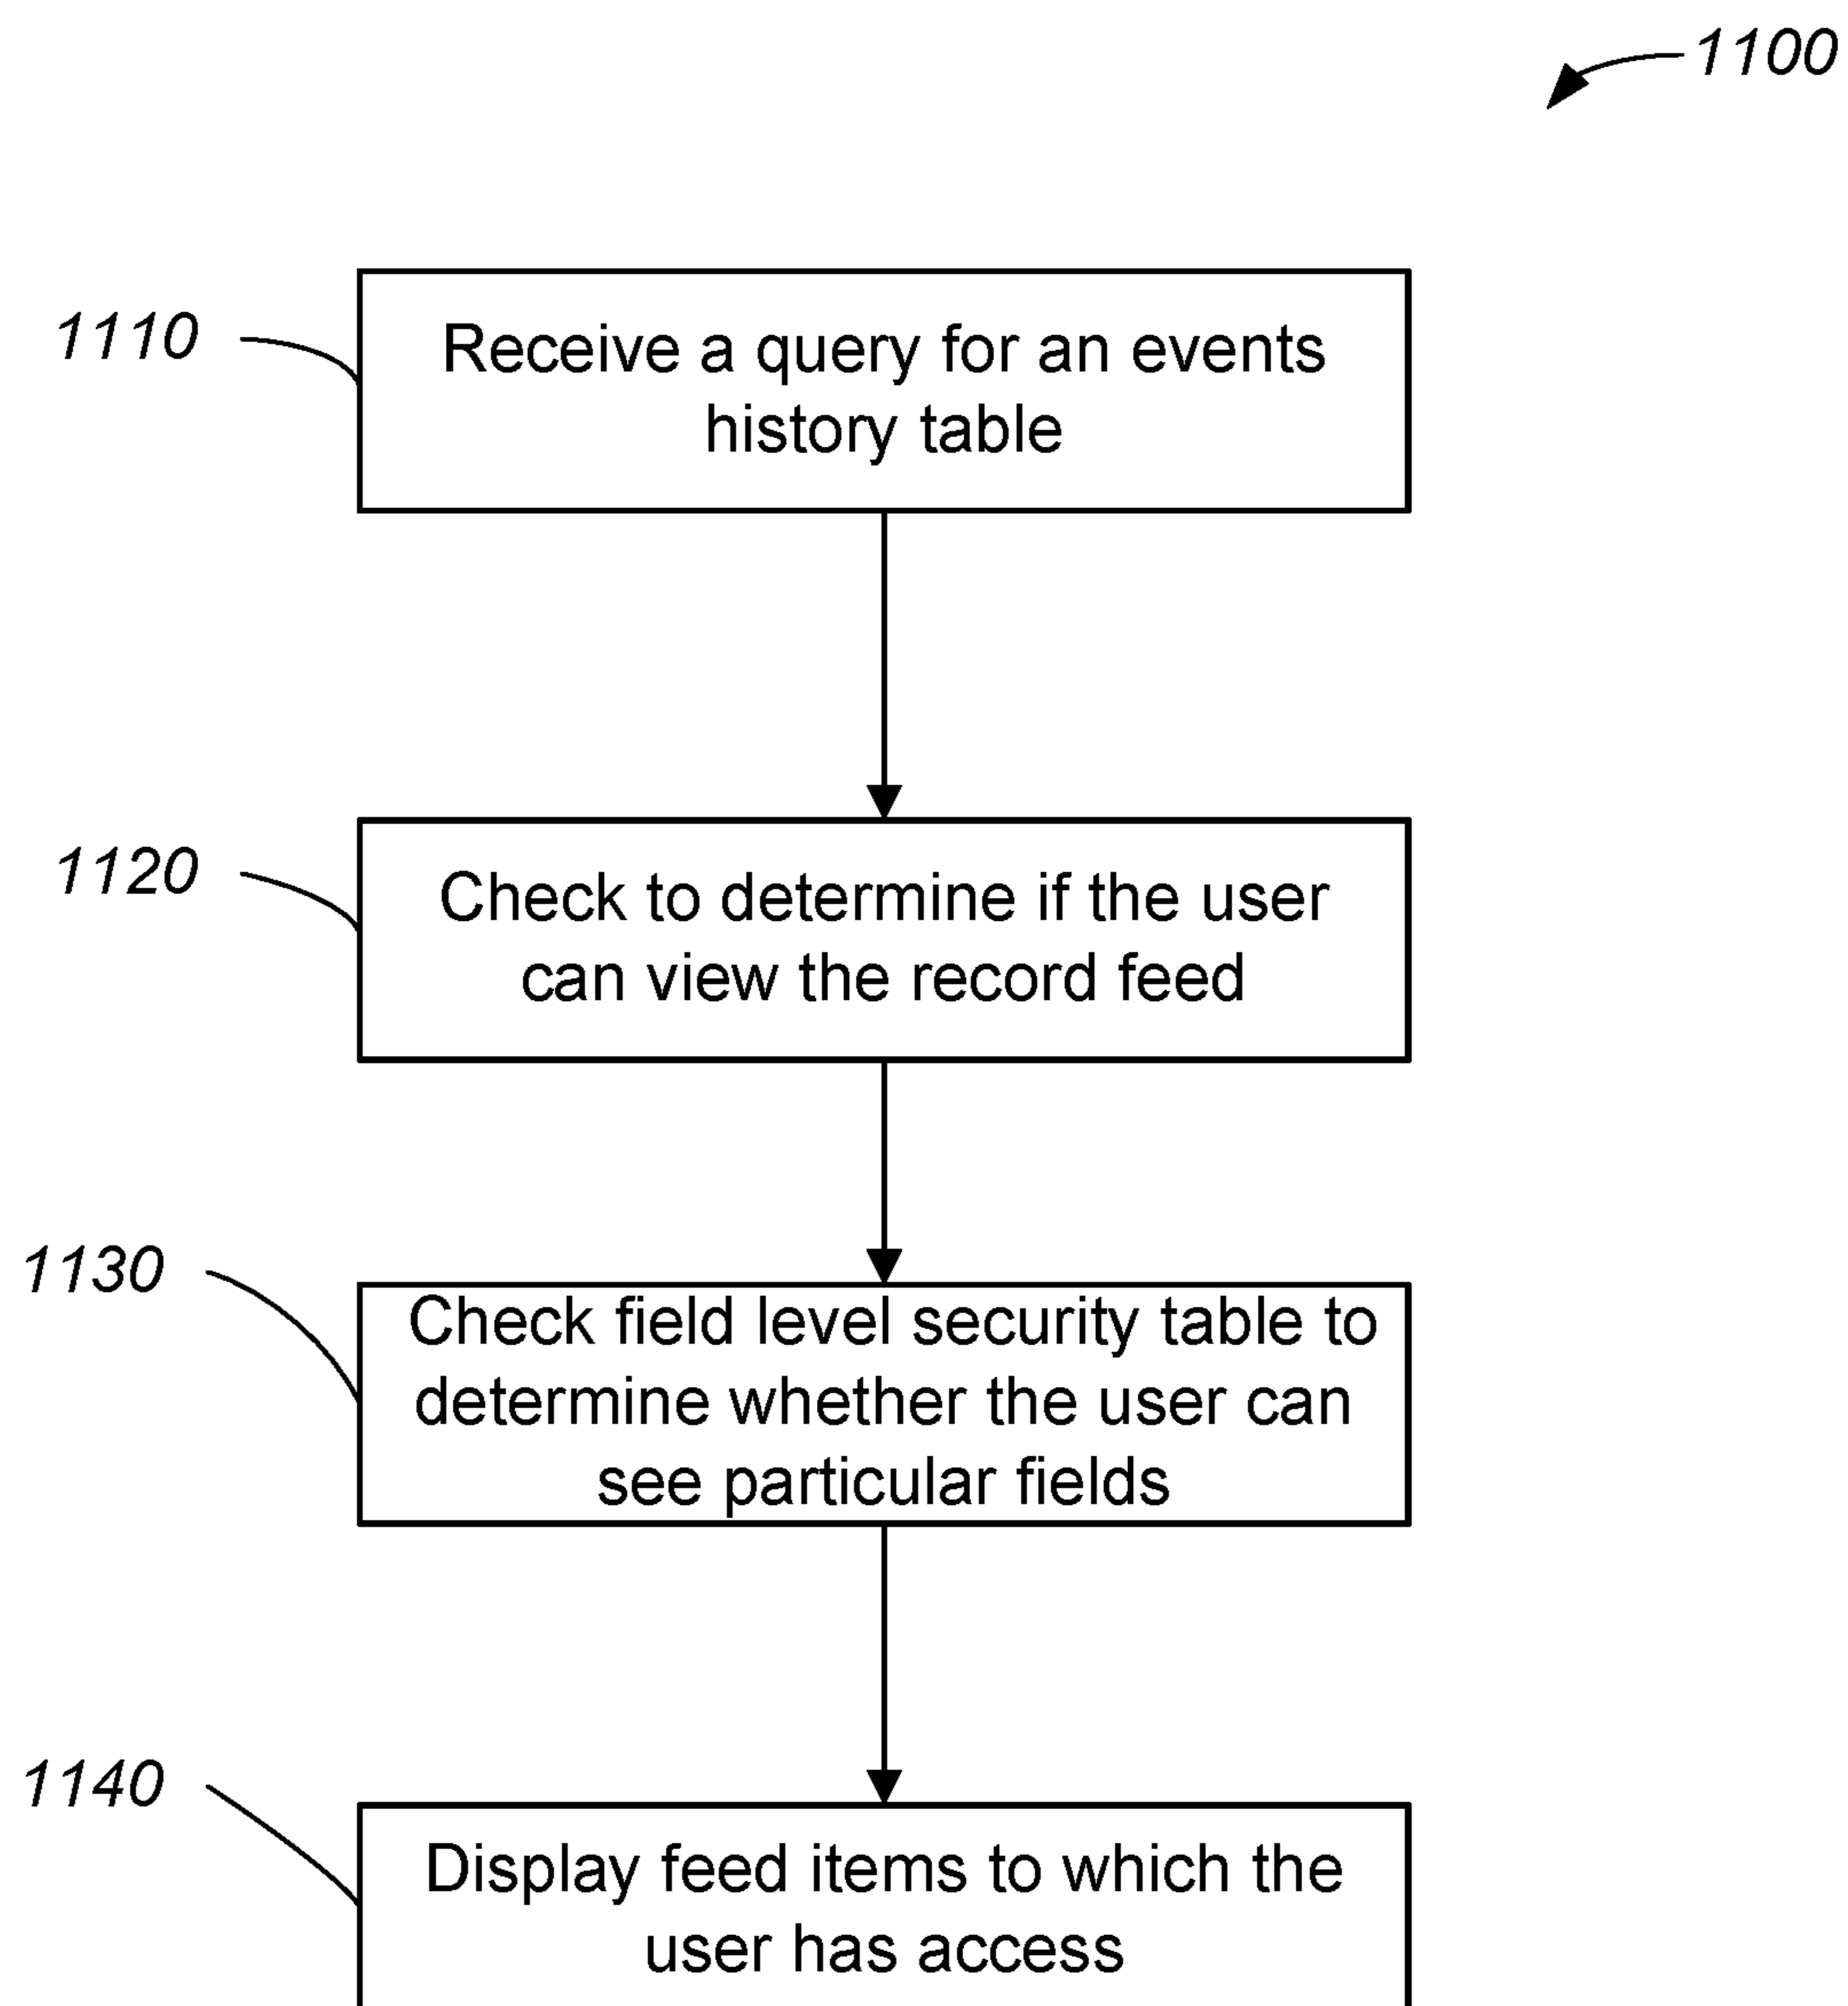 1100
1110
Receive a query for an events
history table
1120
Check to determine if the user
can view the record feed
1130
Check field level security table to
determine whether the user can
see particular fields
1140
Display feed items to which the
user has access